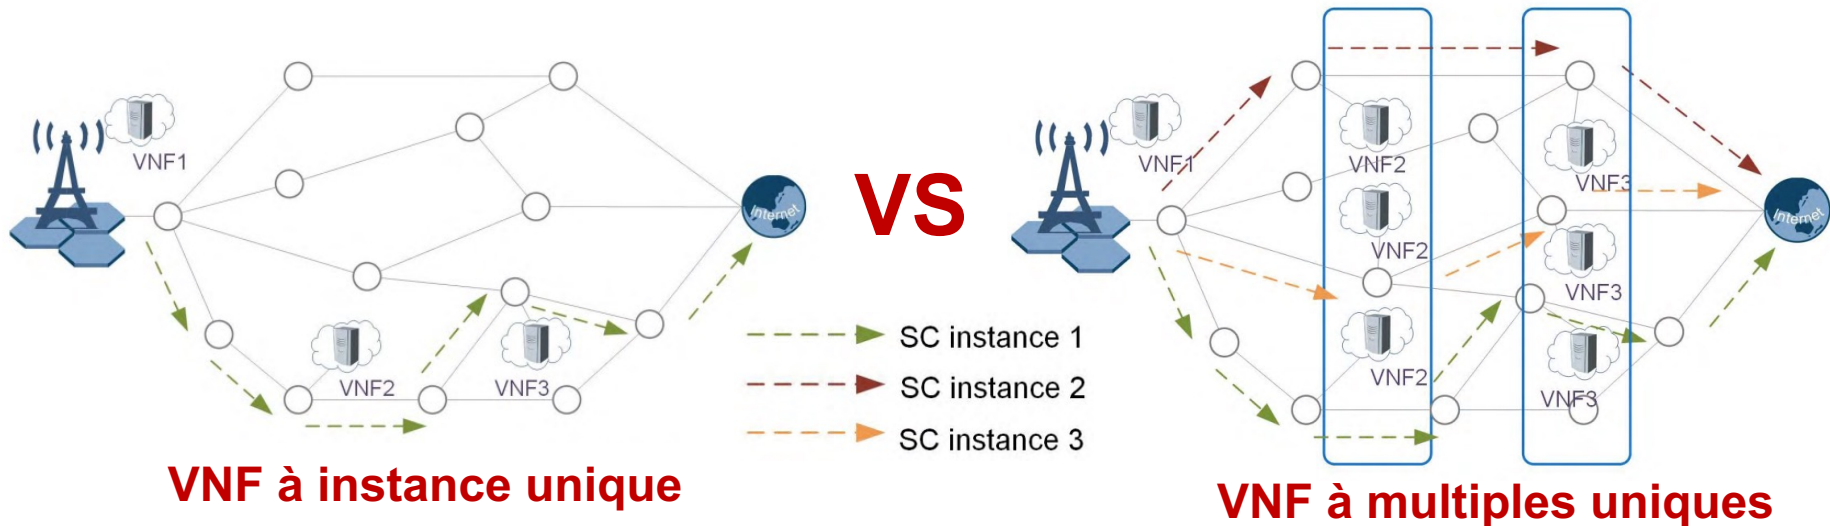 VNF1
VNF2
VNF3
Internet
VNF à instance unique
VS
SC instance 1
SC instance 2
SC instance 3
VNF1
VNF2
VNF2
VNF2
VNF3
VNF3
VNF3
Internet
VNF à multiples uniques